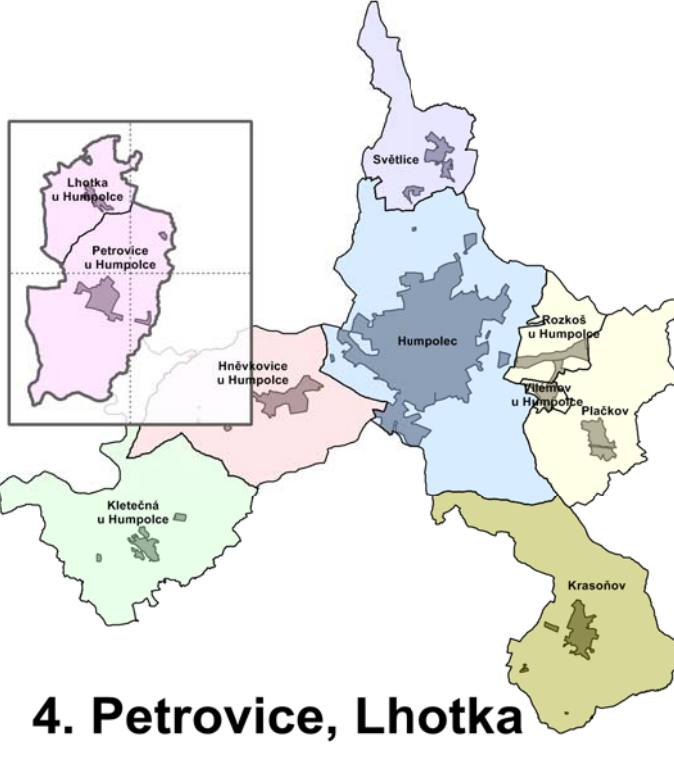 Světlice
Lhotka
u Humpolce
Petrovice
u Humpolce
Rozkoš
u Humpolce
Humpolec
Hněvkovice
u Humpolce
Vilémov
u Humpolce
Plačkov
Kletečná
u Humpolce
Krasoňov
4. Petrovice, Lhotka